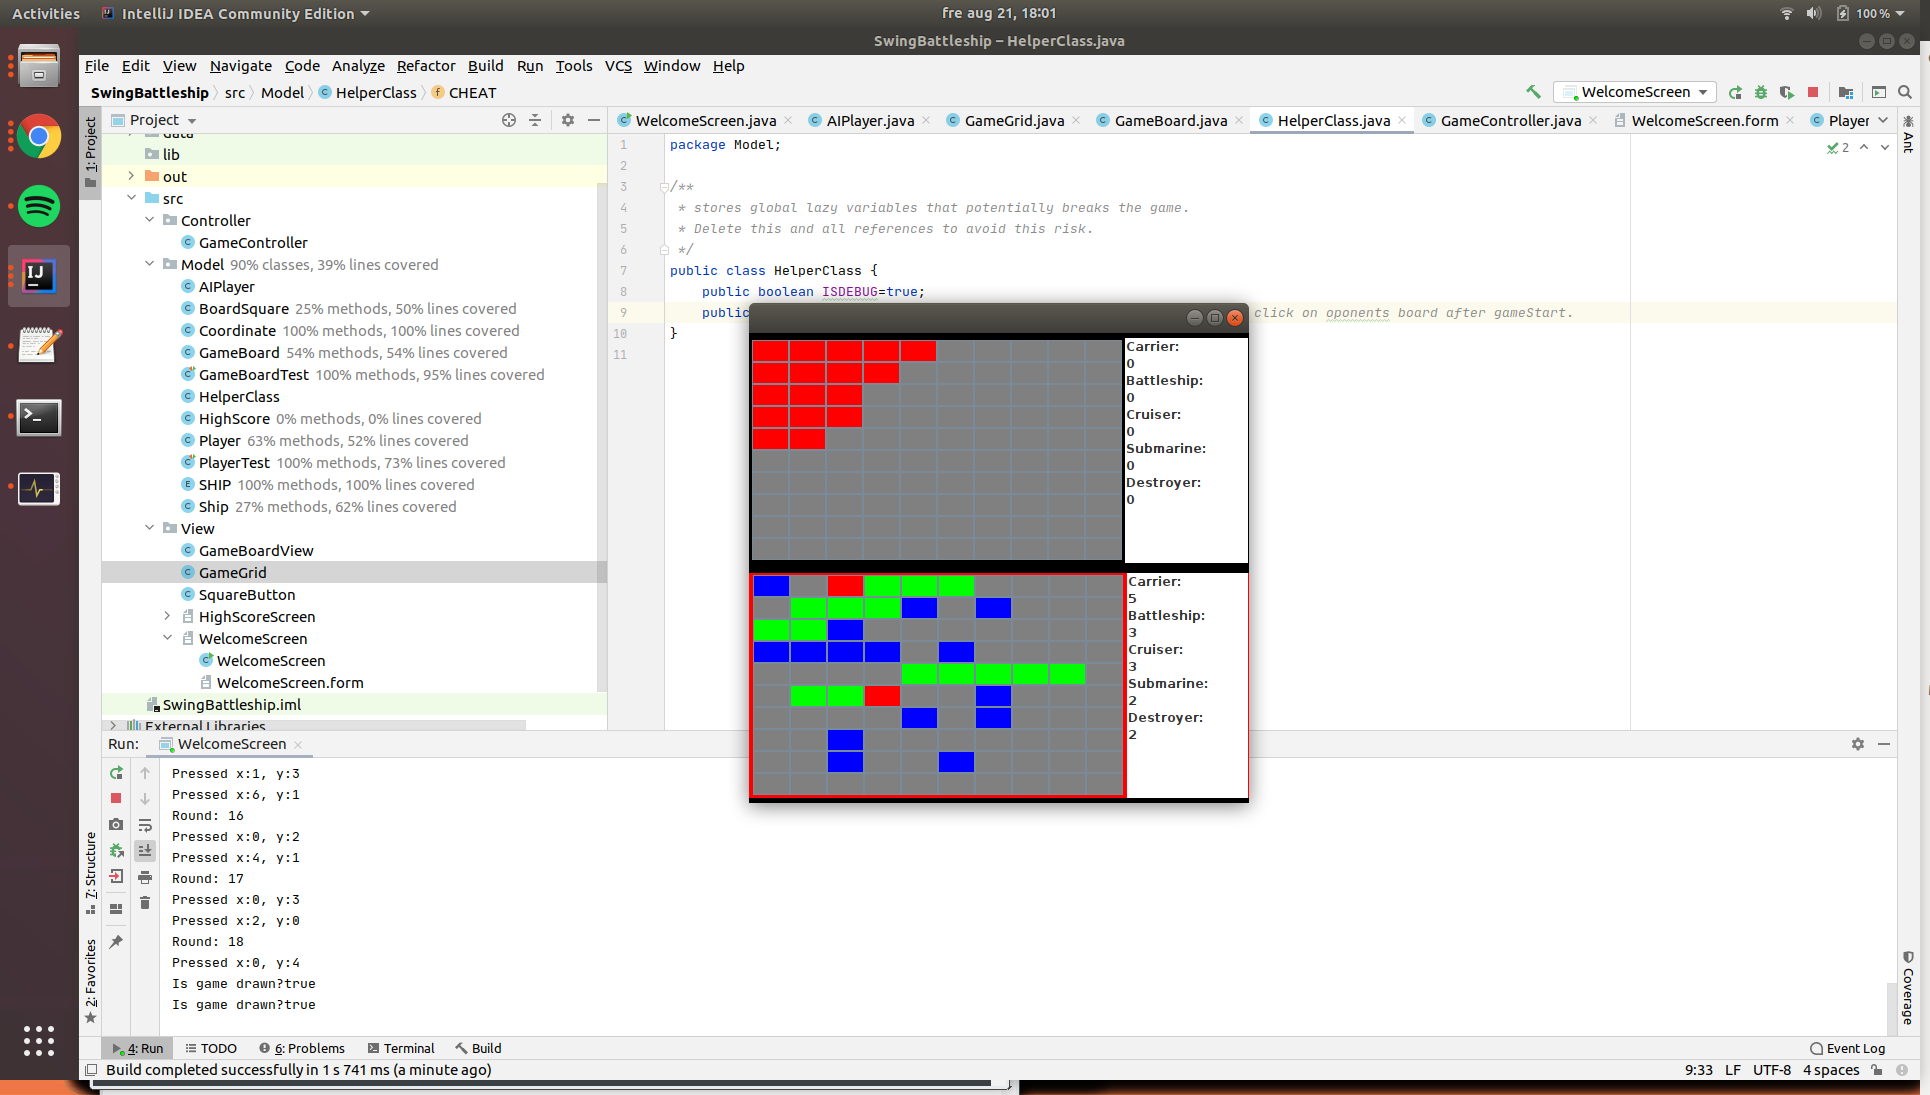 Activities IntelliJ IDEA Community Edition fre aug 21, 18:01 100 %
SwingBattleship – HelperClass.java
File Edit View Navigate Code Analyze Refactor Build Run Tools VCS Window Help
SwingBattleship src Model HelperClass CHEAT WelcomeScreen
1: Project
Project
WelcomeScreen.java AIPlayer.java GameGrid.java GameBoard.java HelperClass.java GameController.java WelcomeScreen.form Player
Ant
lib
out
src
Controller
GameController
Model 90% classes, 39% lines covered
AIPlayer
BoardSquare 25% methods, 50% lines covered
Coordinate 100% methods, 100% lines covered
GameBoard 54% methods, 54% lines covered
GameBoardTest 100% methods, 95% lines covered
HelperClass
HighScore 0% methods, 0% lines covered
Player 63% methods, 52% lines covered
PlayerTest 100% methods, 73% lines covered
SHIP 100% methods, 100% lines covered
Ship 27% methods, 62% lines covered
View
GameBoardView
GameGrid
SquareButton
HighScoreScreen
WelcomeScreen
WelcomeScreen
WelcomeScreen.form
SwingBattleship.iml
External Libraries
1 package Model;
2
3 /**
4 * stores global lazy variables that potentially breaks the game.
5 * Delete this and all references to avoid this risk.
6 */
7 public class HelperClass {
8 public boolean ISDEBUG=true;
9 public click on oponents board after gameStart.
10 }
11
2
Carrier:
0
Battleship:
0
Cruiser:
0
Submarine:
0
Destroyer:
0
Carrier:
5
Battleship:
3
Cruiser:
3
Submarine:
2
Destroyer:
2
Run: WelcomeScreen
Pressed x:1, y:3
Pressed x:6, y:1
Round: 16
Pressed x:0, y:2
Pressed x:4, y:1
Round: 17
Pressed x:0, y:3
Pressed x:2, y:0
Round: 18
Pressed x:0, y:4
Is game drawn?true
Is game drawn?true
7: Structure
2: Favorites
Coverage
4: Run TODO 6: Problems Terminal Build Event Log
Build completed successfully in 1 s 741 ms (a minute ago) 9:33 LF UTF-8 4 spaces